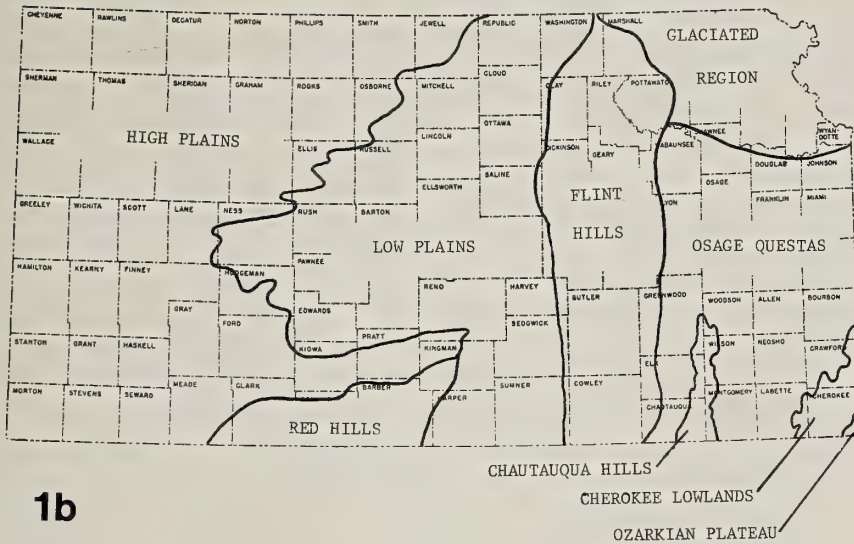 CHEYENNE RAWLINS DECATUR NORTON PHILLIPS SMITH JEWELL REPUBLIC WASHINGTON MARSHALL
GLACIATED
REGION
SHERMAN THOMAS SHERIDAN GRAHAM ROOKS OSBORNE MITCHELL CLOUD CLAY RILEY POTTAWATO
HIGH PLAINS
WALLACE ELLIS RUSSELL LINCOLN OTTAWA DICKINSON GEARY WABAUNSEE SHAWNEE DOUGLAS JOHNSON WYAN-
DOTTE
ELLSWORTH SALINE
GREELEY WICHITA SCOTT LANE NESS RUSH BARTON
FLINT
HILLS
LYON OSAGE FRANKLIN MIAMI
LOW PLAINS
OSAGE QUESTAS
PAWNEE
HAMILTON KEARNY FINNEY HODGEMAN
RENO HARVEY BUTLER GREENWOOD WOODSON ALLEN BOURBON
GRAY FORD EDWARDS SEDGWICK
STANTON GRANT HASKELL KIOWA PRATT KINGMAN ELK WILSON NEOSHO CRAWFORD
MORTON STEVENS SEWARD MEADE CLARK BARBER HARPER SUMNER COWLEY CHAUTAUQU MONTGOMERY LABETTE CHEROKEE
RED HILLS
CHAUTAUQUA HILLS
CHEROKEE LOWLANDS
OZARKIAN PLATEAU
1b